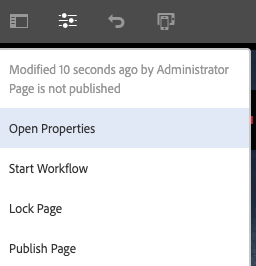 Modified 10 seconds ago by Administrator
Page is not published
Open Properties
Start Workflow
Lock Page
Publish Page